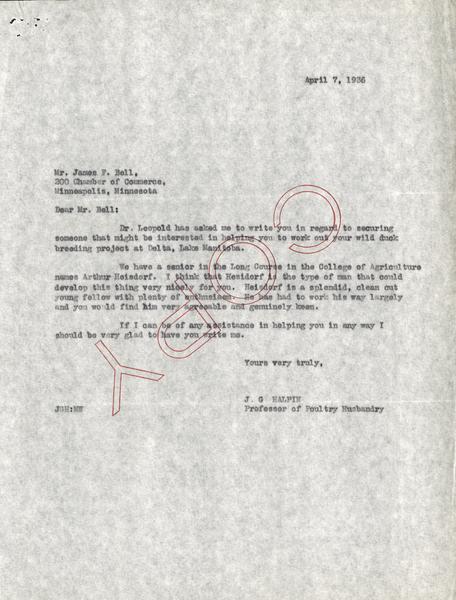 April 7, 1936
Mr. James F. Bell,
200 Chamber of Commerce,
Minneapolis, Minnesota
Dear Mr. Bell:
Dr. Leopold has asked me to write you in regard to securing
someone that might be interested in helping you to work out your wild duck
breeding project at Delta, Lake Manitoba.
We have a senior in the Long Course in the College of Agriculture
names Arthur Heisdorf. I think that Hesidorf is the type of man that could
develop this thing very nicely for you. Heisdorf is a splendid, clean cut
young fellow with plenty of enthusiasm. He has had to work his way largely
and you would find him very agreeable and genuinely keen.
If I can be of any assistance in helping you in any way I
should be very glad to have you write me.
Yours very truly,
J. G HALPIN
JGH:MN Professor of Poultry Husbandry
COPY